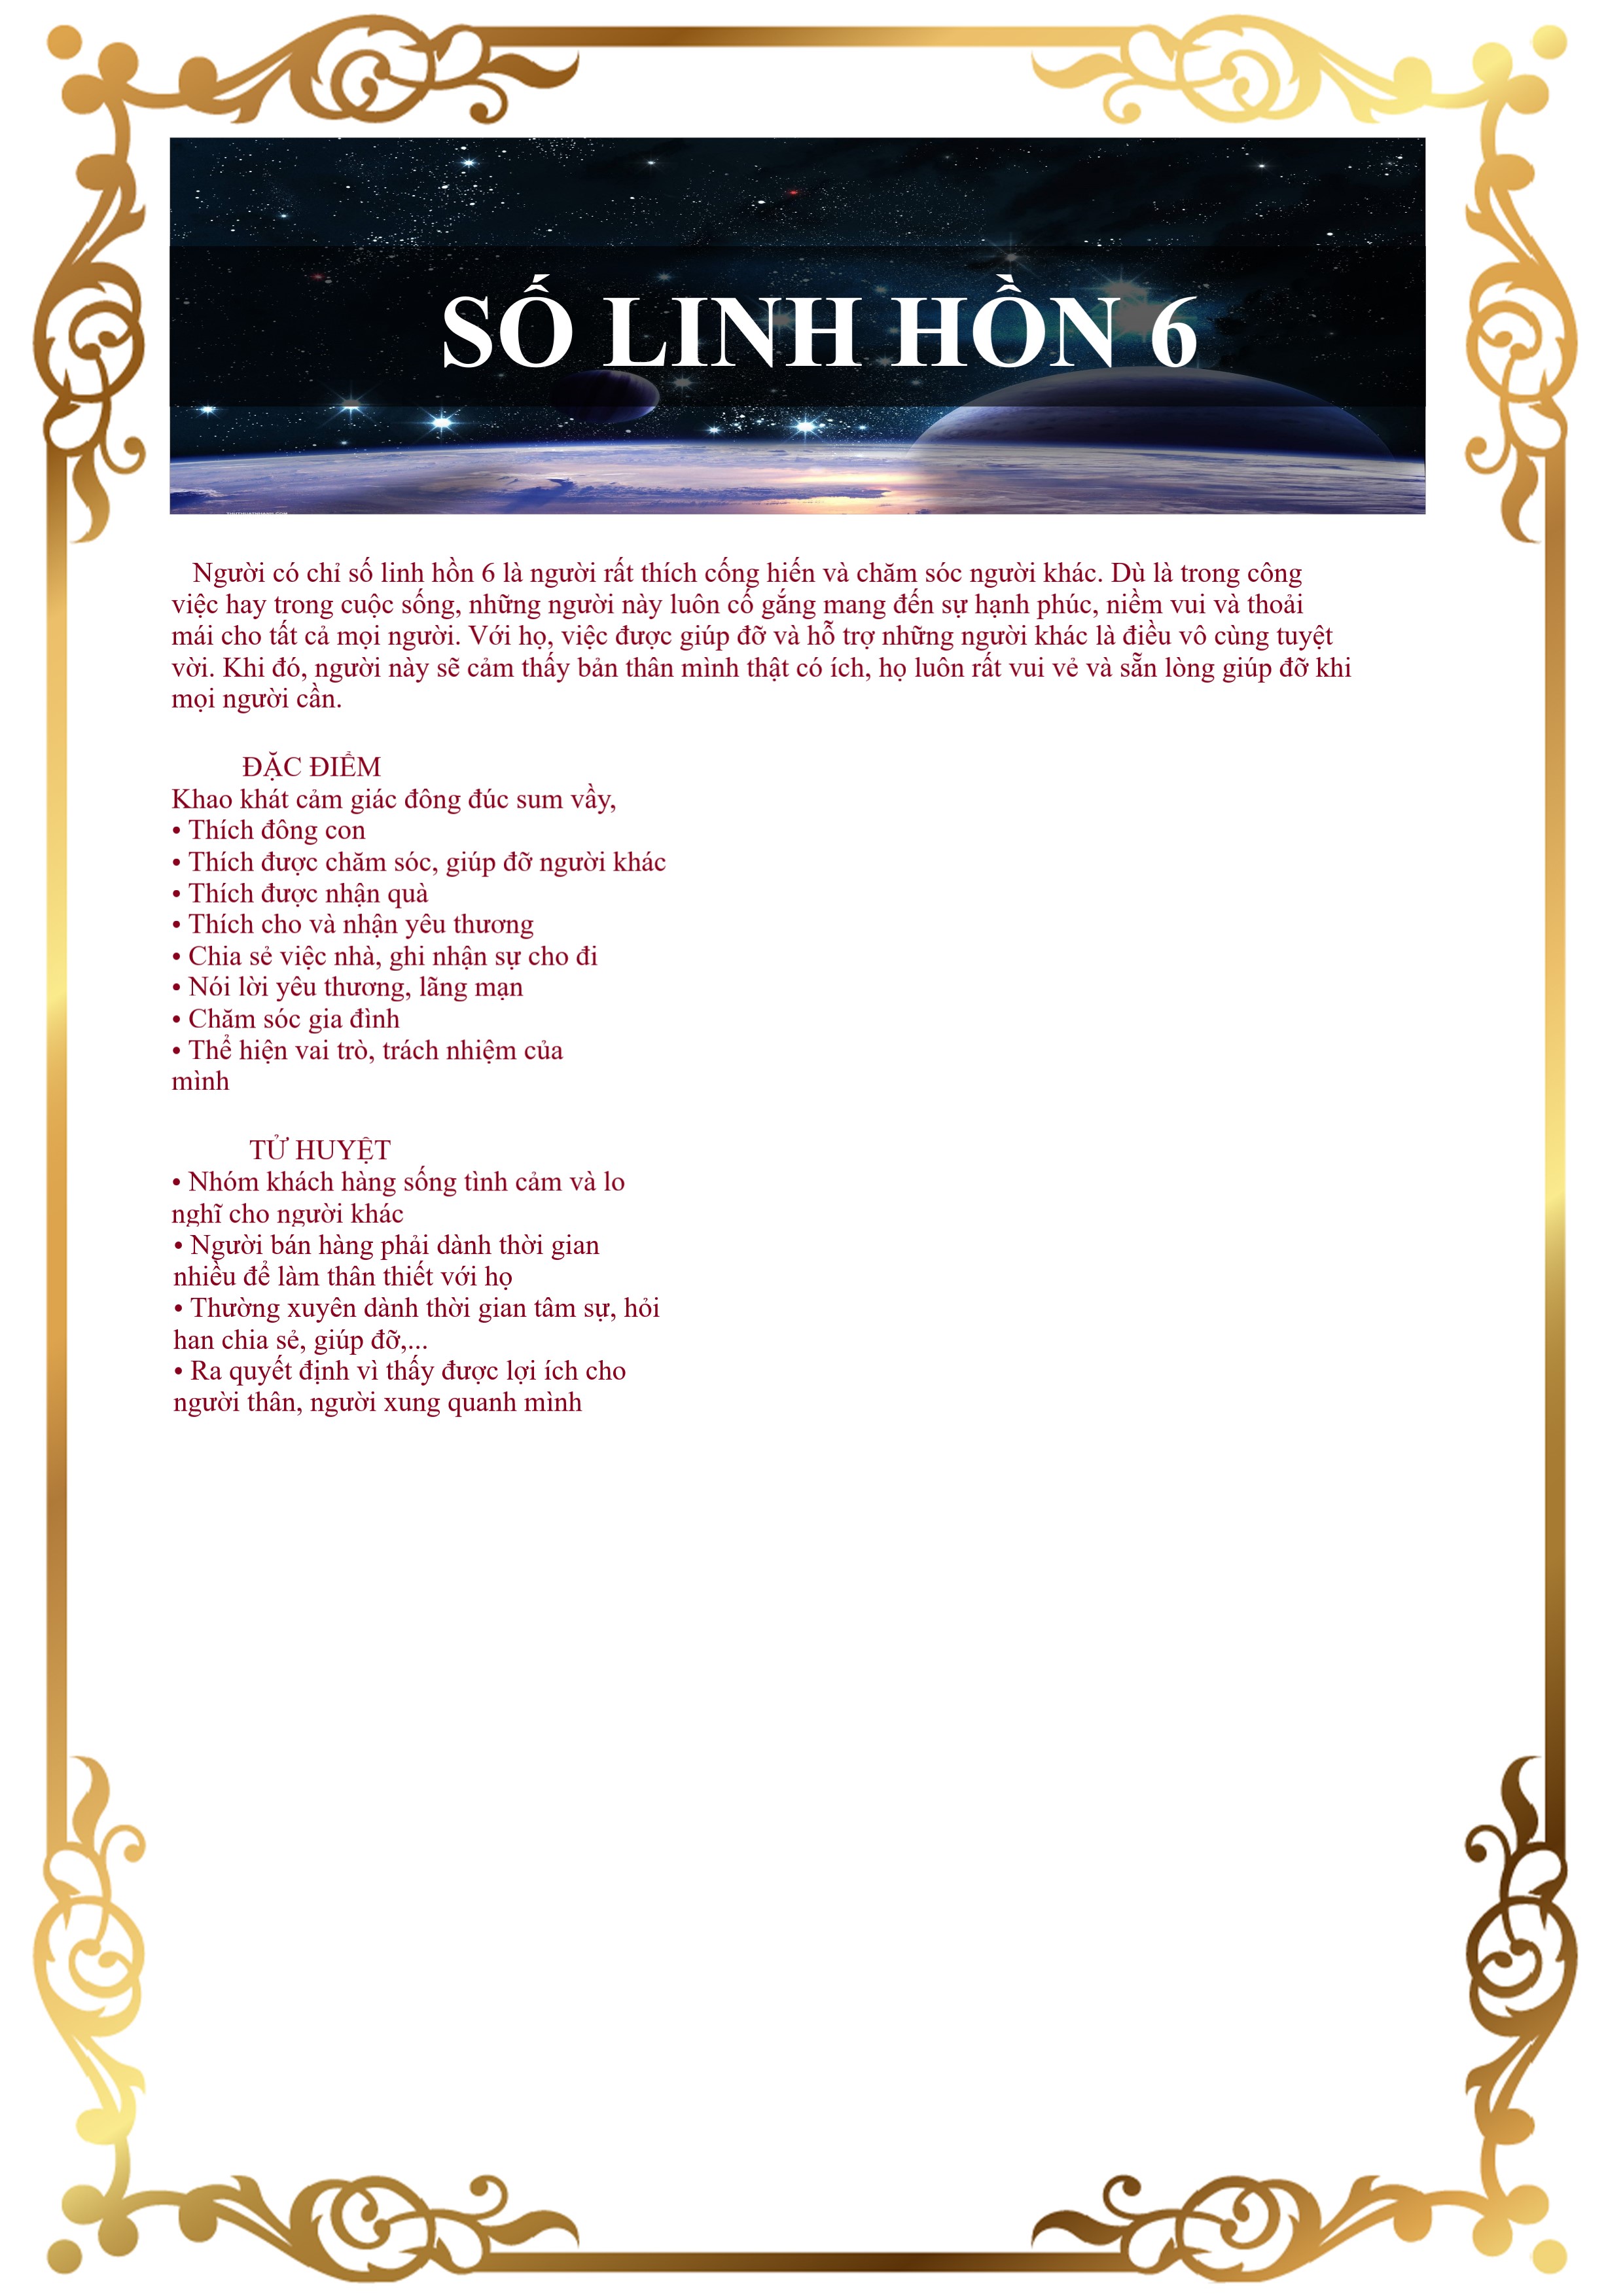 SỐ LINH HỒN 6
Người có chỉ số linh hồn 6 là người rất thích cống hiến và chăm sóc người khác. Dù là trong công
việc hay trong cuộc sống, những người này luôn cố gắng mang đến sự hạnh phúc, niềm vui và thoải
mái cho tất cả mọi người. Với họ, việc được giúp đỡ và hỗ trợ những người khác là điều vô cùng tuyệt
vời. Khi đó, người này sẽ cảm thấy bản thân mình thật có ích, họ luôn rất vui vẻ và sẵn lòng giúp đỡ khi
mọi người cần.
ĐẶC ĐIỂM
Khao khát cảm giác đông đúc sum vầy,
• Thích đông con
• Thích được chăm sóc, giúp đỡ người khác
• Thích được nhận quà
• Thích cho và nhận yêu thương
• Chia sẻ việc nhà, ghi nhận sự cho đi
• Nói lời yêu thương, lãng mạn
• Chăm sóc gia đình
• Thể hiện vai trò, trách nhiệm của
mình
TỬ HUYỆT
• Nhóm khách hàng sống tình cảm và lo
nghĩ cho người khác
• Người bán hàng phải dành thời gian
nhiều để làm thân thiết với họ
• Thường xuyên dành thời gian tâm sự, hỏi
han chia sẻ, giúp đỡ,...
• Ra quyết định vì thấy được lợi ích cho
người thân, người xung quanh mình